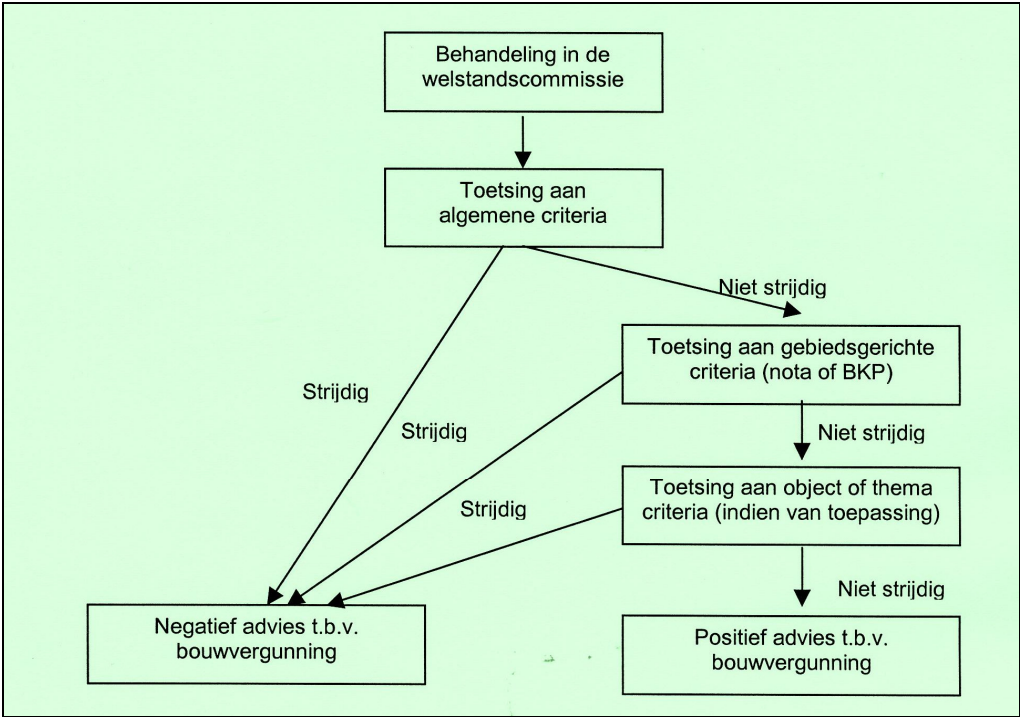 Behandeling in de
welstandscommissie
Toetsing aan
algemene criteria
Niet strijdig
Toetsing aan gebiedsgerichte
criteria (nota of BKP)
Strijdig
Strijdig
Niet strijdig
Toetsing aan object of thema
criteria (indien van toepassing)
Strijdig
Niet strijdig
Negatief advies t.b.v.
bouwvergunning
Positief advies t.b.v.
bouwvergunning